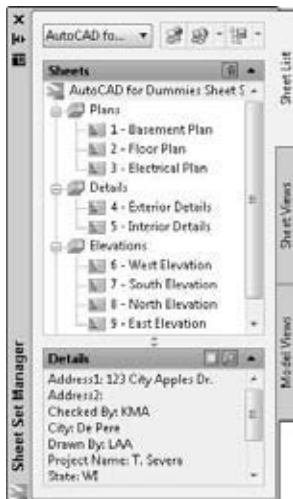 AutoCAD fo...
Sheets
AutoCAD for Dummies Sheet S
Plans
1 - Basement Plan
2 - Floor Plan
3 - Electrical Plan
Details
4 - Exterior Details
5 - Interior Details
Elevations
6 - West Elevation
7 - South Elevation
8 - North Elevation
9 - East Elevation
Details
Address1: 123 City Apples Dr.
Address2:
Checked By: KMA
City: De Pere
Drawn By: LAA
Project Name: T. Severa
State: WI
Sheet List
Sheet Views
Model Views
Sheet Set Manager